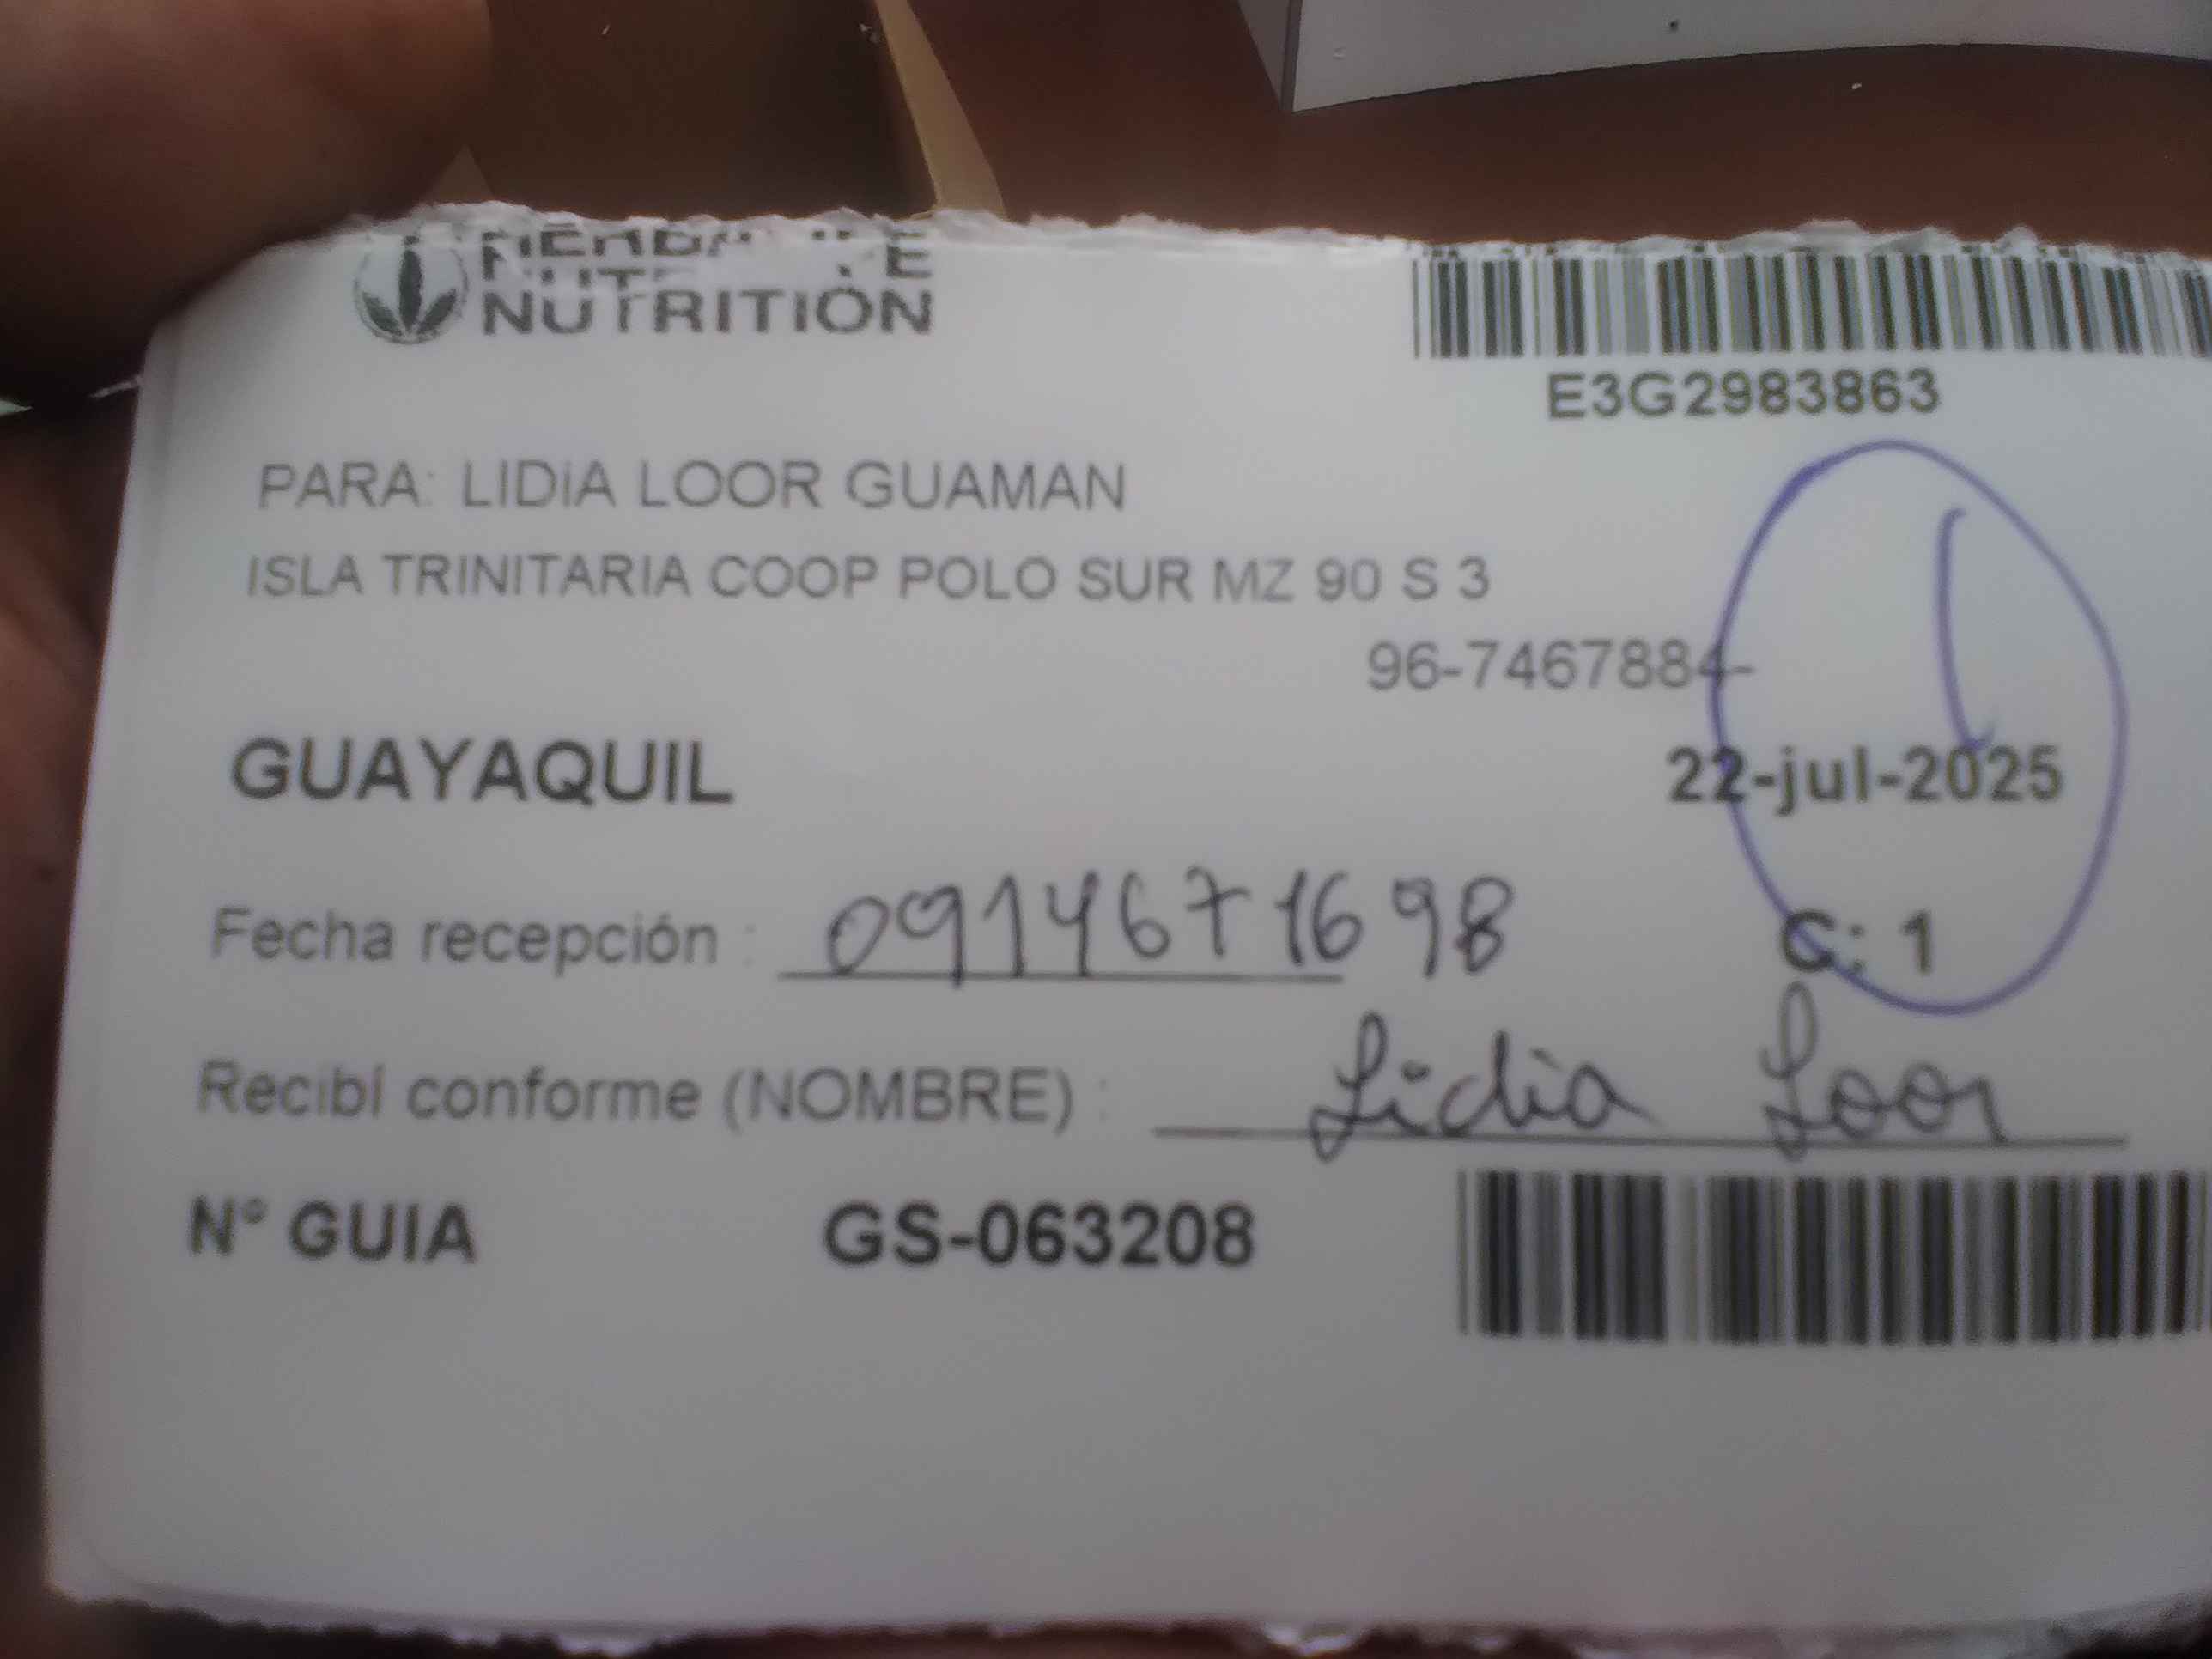 NUTRITION
E3G2983863
PARA: LIDiA LOOR GUAMAN
ISLA TRINITARIA COOP POLO SUR MZ 90 S 3
96-7467884-
GUAYAQUIL 22-jul-2025
Fecha recepción : 0914671698 C: 1
Recibí conforme (NOMBRE) : Lidia Loor
N° GUIA GS-063208